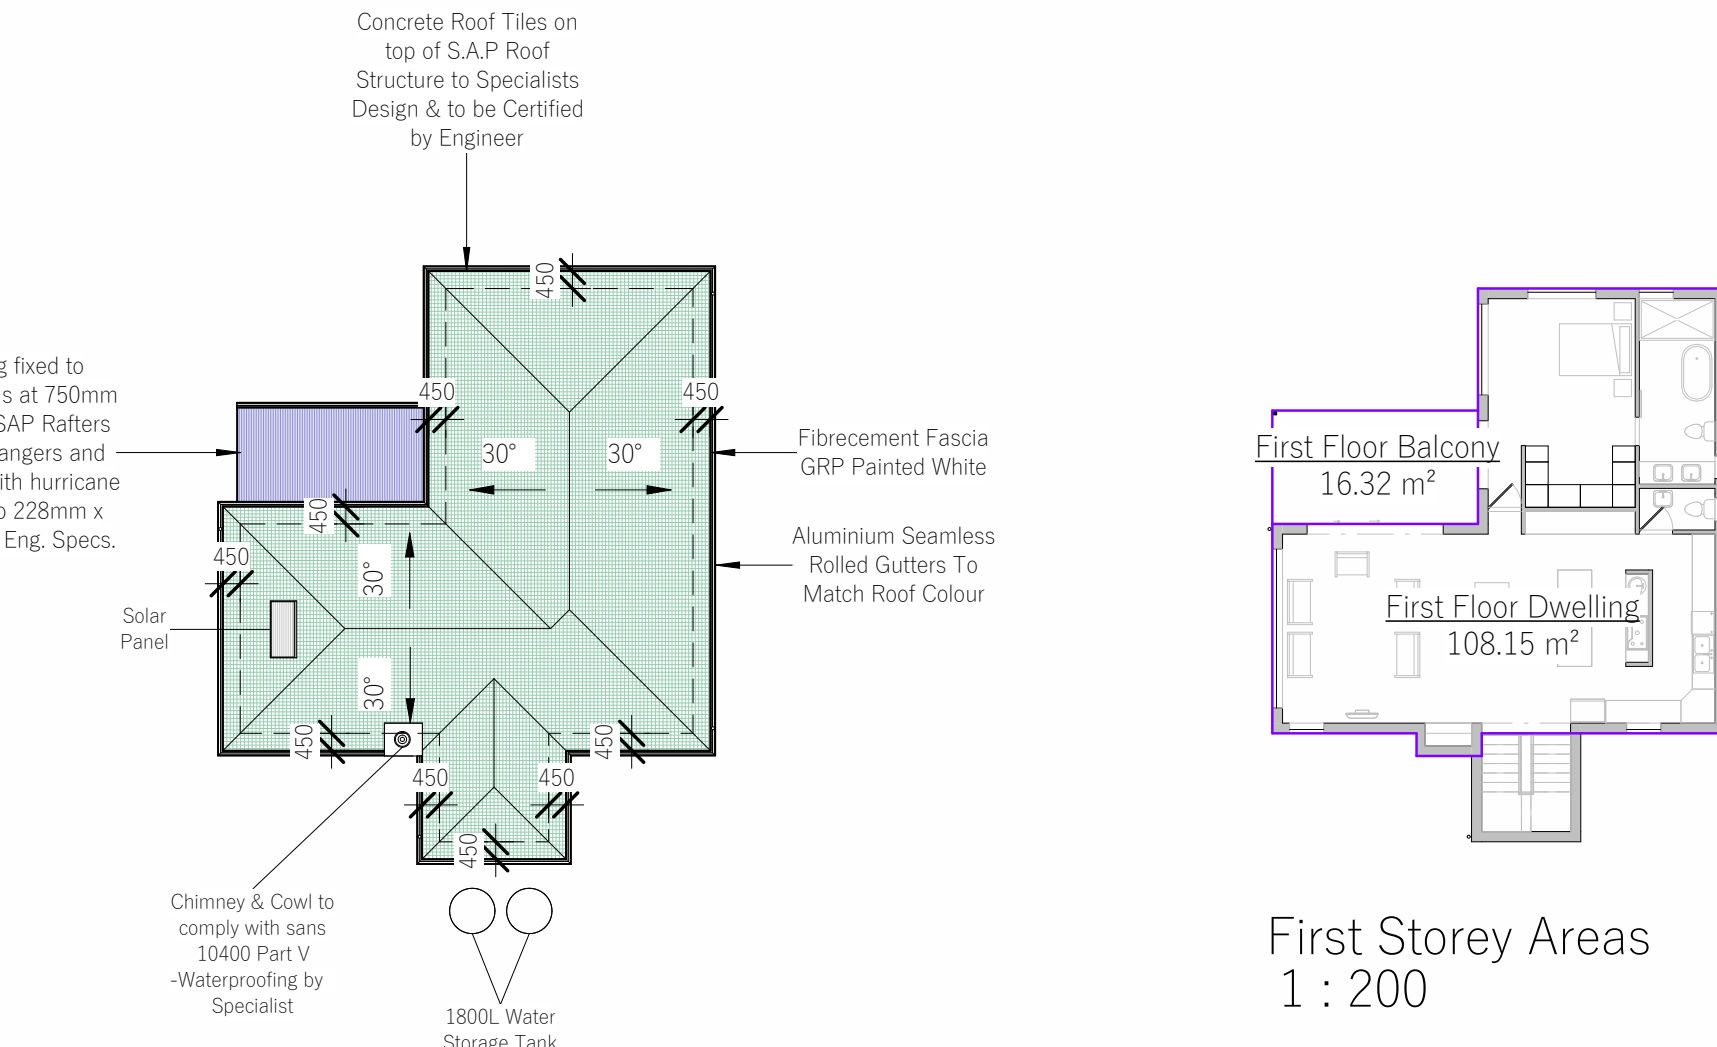 Concrete Roof Tiles on
top of S.A.P Roof
Structure to Specialists
Design & to be Certified
by Engineer
450
fixed to
at 750mm
SAP Rafters
and
hurricane
228mm x
Eng. Specs.
450
450
30°
30°
Fibrecement Fascia
GRP Painted White
450
450
30°
Aluminium Seamless
Rolled Gutters To
Match Roof Colour
Solar
Panel
30°
450
450
450
450
450
Chimney & Cowl to
comply with sans
10400 Part V
-Waterproofing by
Specialist
1800L Water
Storage Tank
First Floor Balcony
16.32 m²
First Floor Dwelling
108.15 m²
First Storey Areas
1 : 200